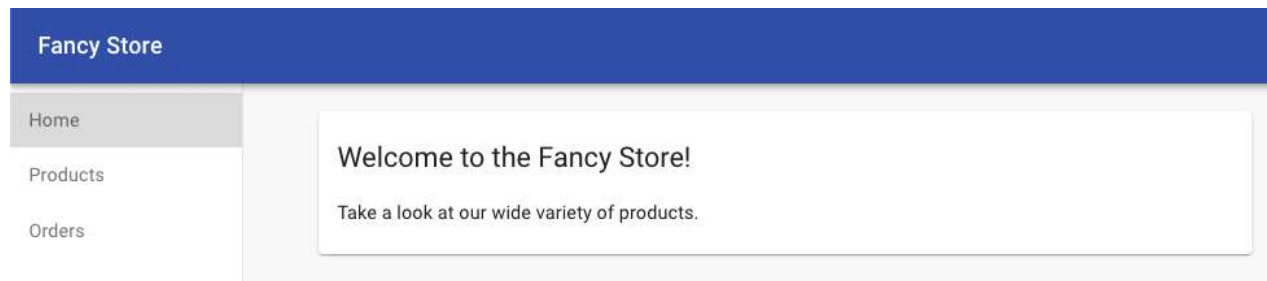 Fancy Store
Home
Products
Orders
Welcome to the Fancy Store!
Take a look at our wide variety of products.